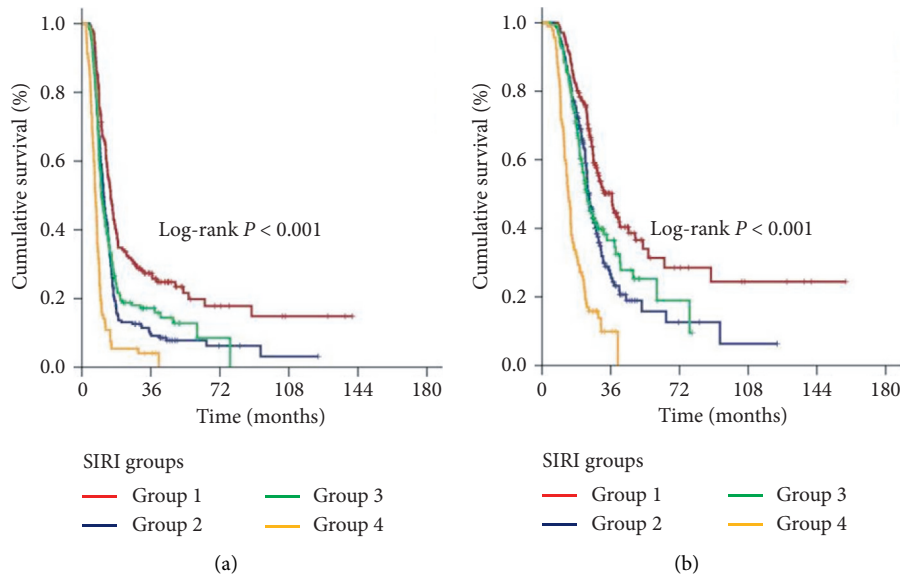 Cumulative survival (%)
1.0
0.8
0.6
0.4
0.2
0.0
Log-rank P < 0.001
0 36 72 108 144 180
Time (months)
SIRI groups
Group 1 Group 3
Group 2 Group 4
(a)
Cumulative survival (%)
1.0
0.8
0.6
0.4
0.2
0.0
Log-rank P < 0.001
0 36 72 108 144 180
Time (months)
SIRI groups
Group 1 Group 3
Group 2 Group 4
(b)